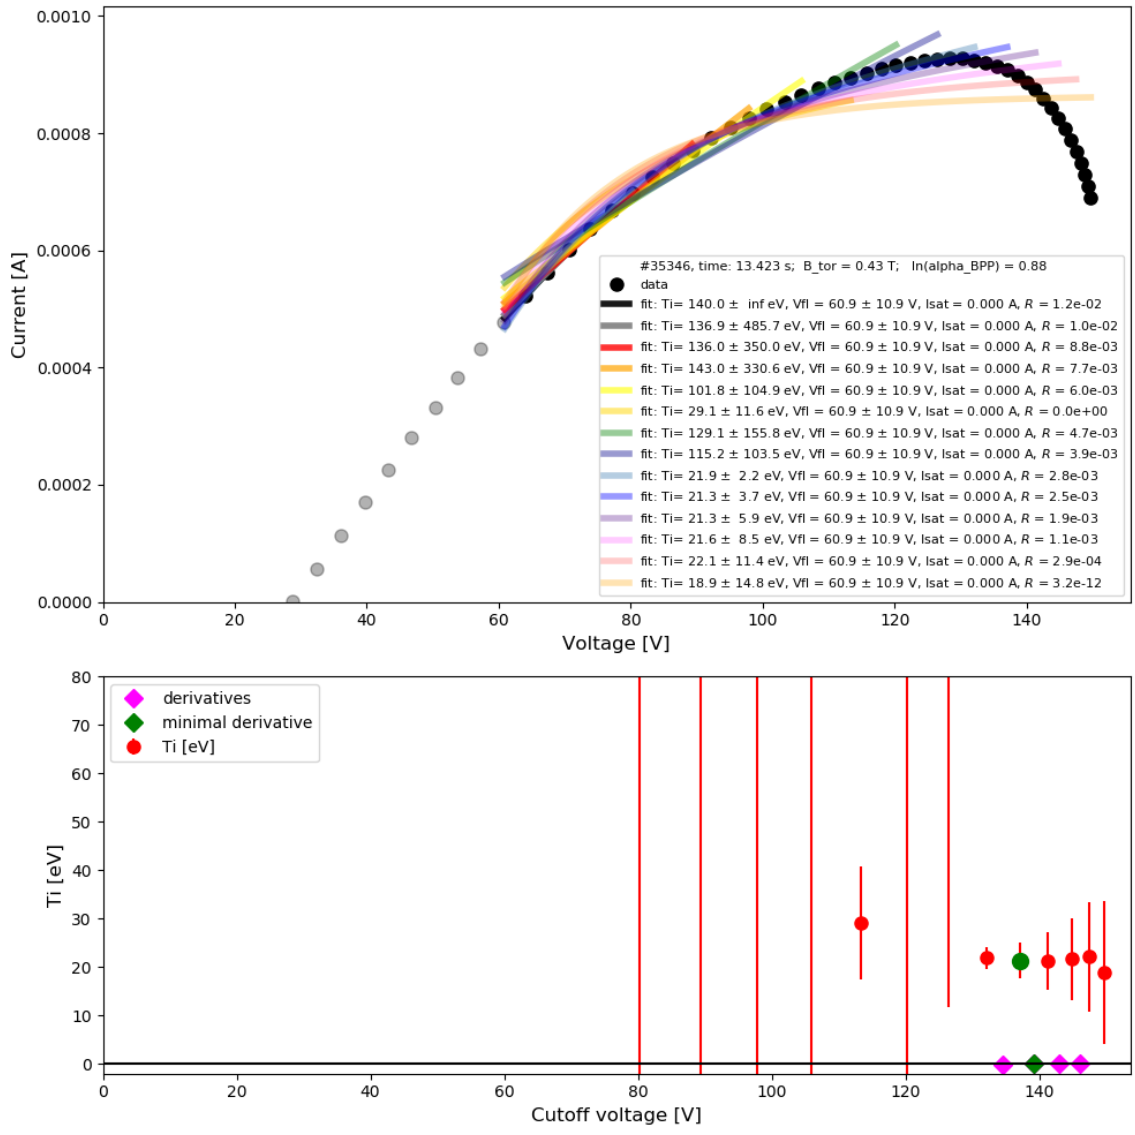 0.0010
0.0008
0.0006
0.0004
0.0002
0.0000
Current [A]
#35346, time: 13.423 s;  B_tor = 0.43 T;   ln(alpha_BPP) = 0.88
data
fit: Ti= 140.0 ±  inf eV, Vfl = 60.9 ± 10.9 V, Isat = 0.000 A, R = 1.2e-02
fit: Ti= 136.9 ± 485.7 eV, Vfl = 60.9 ± 10.9 V, Isat = 0.000 A, R = 1.0e-02
fit: Ti= 136.0 ± 350.0 eV, Vfl = 60.9 ± 10.9 V, Isat = 0.000 A, R = 8.8e-03
fit: Ti= 143.0 ± 330.6 eV, Vfl = 60.9 ± 10.9 V, Isat = 0.000 A, R = 7.7e-03
fit: Ti= 101.8 ± 104.9 eV, Vfl = 60.9 ± 10.9 V, Isat = 0.000 A, R = 6.0e-03
fit: Ti= 29.1 ± 11.6 eV, Vfl = 60.9 ± 10.9 V, Isat = 0.000 A, R = 0.0e+00
fit: Ti= 129.1 ± 155.8 eV, Vfl = 60.9 ± 10.9 V, Isat = 0.000 A, R = 4.7e-03
fit: Ti= 115.2 ± 103.5 eV, Vfl = 60.9 ± 10.9 V, Isat = 0.000 A, R = 3.9e-03
fit: Ti= 21.9 ±  2.2 eV, Vfl = 60.9 ± 10.9 V, Isat = 0.000 A, R = 2.8e-03
fit: Ti= 21.3 ±  3.7 eV, Vfl = 60.9 ± 10.9 V, Isat = 0.000 A, R = 2.5e-03
fit: Ti= 21.3 ±  5.9 eV, Vfl = 60.9 ± 10.9 V, Isat = 0.000 A, R = 1.9e-03
fit: Ti= 21.6 ±  8.5 eV, Vfl = 60.9 ± 10.9 V, Isat = 0.000 A, R = 1.1e-03
fit: Ti= 22.1 ± 11.4 eV, Vfl = 60.9 ± 10.9 V, Isat = 0.000 A, R = 2.9e-04
fit: Ti= 18.9 ± 14.8 eV, Vfl = 60.9 ± 10.9 V, Isat = 0.000 A, R = 3.2e-12
0 20 40 60 80 100 120 140
Voltage [V]
80
70
60
50
40
30
20
10
0
Ti [eV]
derivatives
minimal derivative
Ti [eV]
0 20 40 60 80 100 120 140
Cutoff voltage [V]